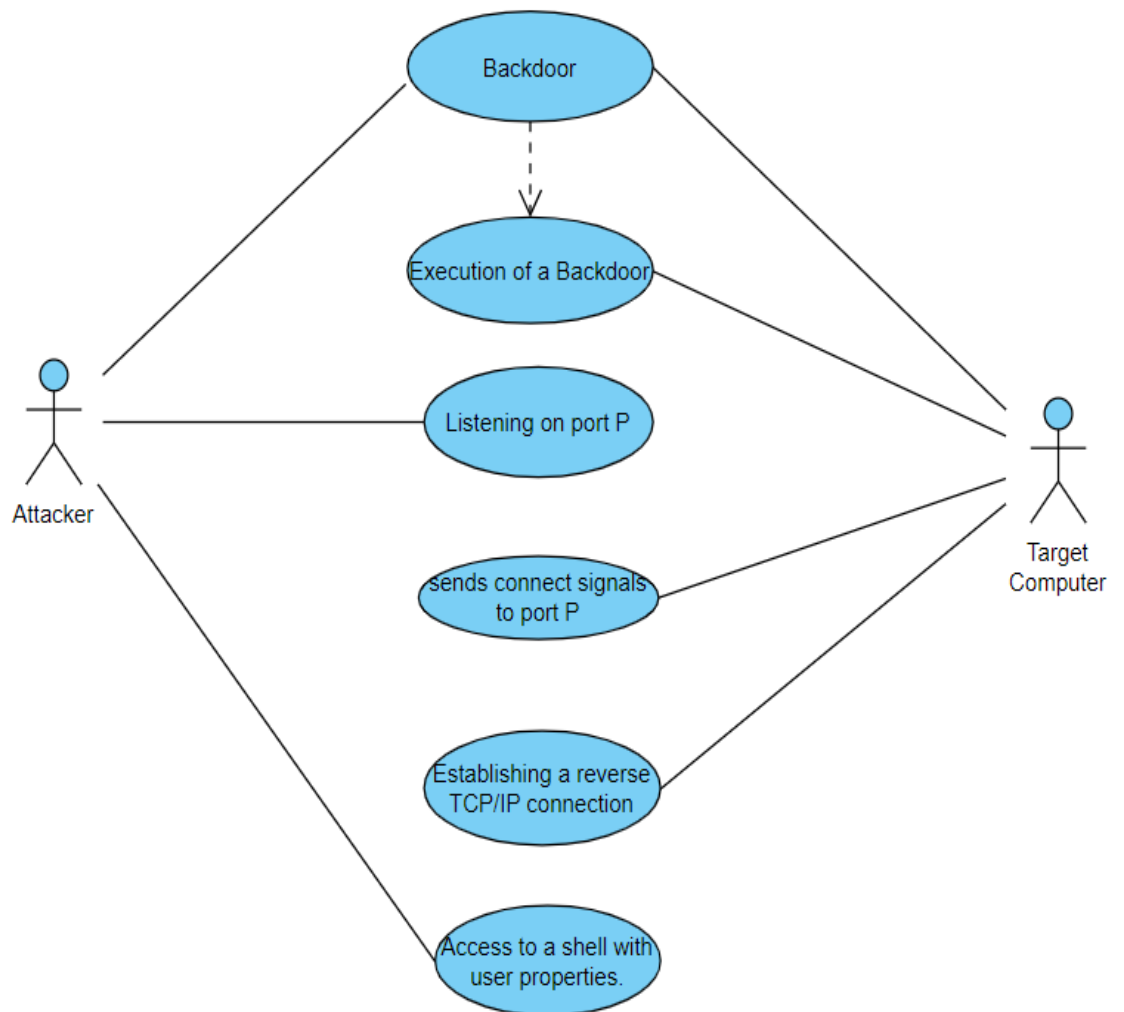 Backdoor
Execution of a Backdoor
Listening on port P
Attacker
Target
Computer
sends connect signals
to port P
Establishing a reverse
TCP/IP connection
Access to a shell with
user properties.